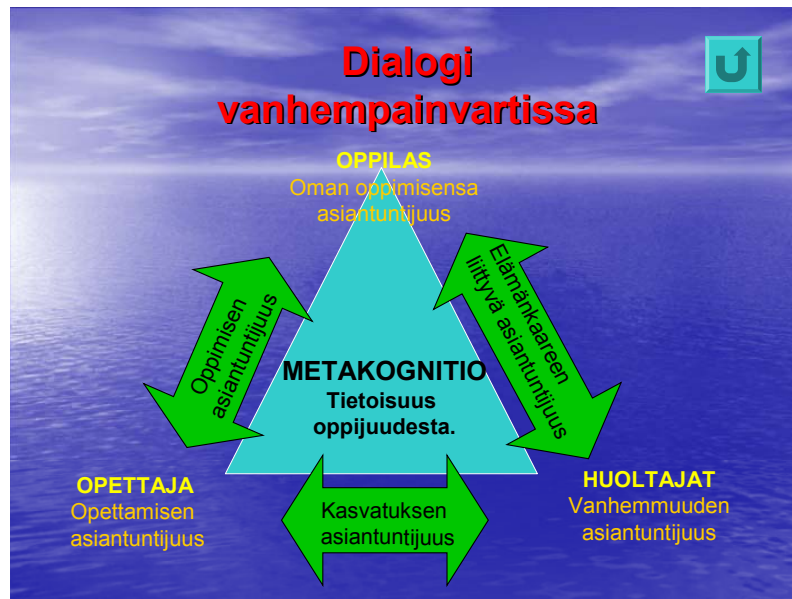 Dialogi
vanhempainvartissa
OPPILAS
Oman oppimisensa
asiantuntijuus
Oppimisen
asiantuntijuus
Elämänkaareen
liittyvä asiantuntijuus
METAKOGNITIO
Tietoisuus
oppijuudesta.
OPETTAJA
Opettamisen
asiantuntijuus
Kasvatuksen
asiantuntijuus
HUOLTAJAT
Vanhemmuuden
asiantuntijuus